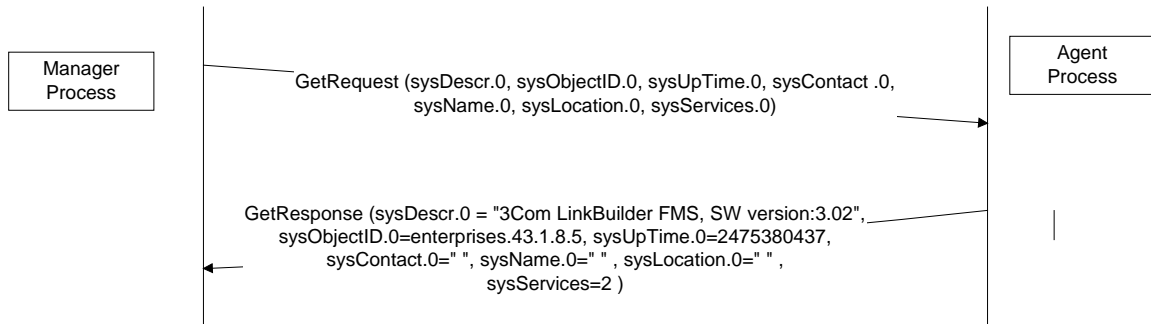 Manager
Process
Agent
Process
GetRequest (sysDescr.0, sysObjectID.0, sysUpTime.0, sysContact .0,
sysName.0, sysLocation.0, sysServices.0)
GetResponse (sysDescr.0 = "3Com LinkBuilder FMS, SW version:3.02",
sysObjectID.0=enterprises.43.1.8.5, sysUpTime.0=2475380437,
sysContact.0=" ", sysName.0=" " , sysLocation.0=" " ,
sysServices=2 )